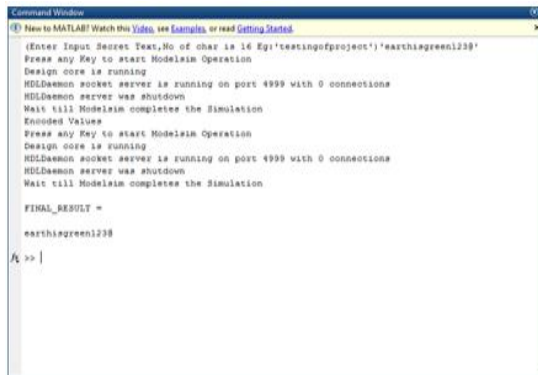 Command Window
New to MATLAB? Watch this Video, see Examples, or read Getting Started.
(Enter Input Secret Text,No of char is 16 Eg:'testingofproject')'earthisgreen123@'
Press any Key to start Modelsim Operation
Design core is running
HDLDaemon socket server is running on port 4999 with 0 connections
HDLDaemon server was shutdown
Wait till Modelsim completes the Simulation
Encoded Values
Press any Key to start Modelsim Operation
Design core is running
HDLDaemon socket server is running on port 4999 with 0 connections
HDLDaemon server was shutdown
Wait till Modelsim completes the Simulation
FINAL_RESULT =
earthisgreen123@
fx >>